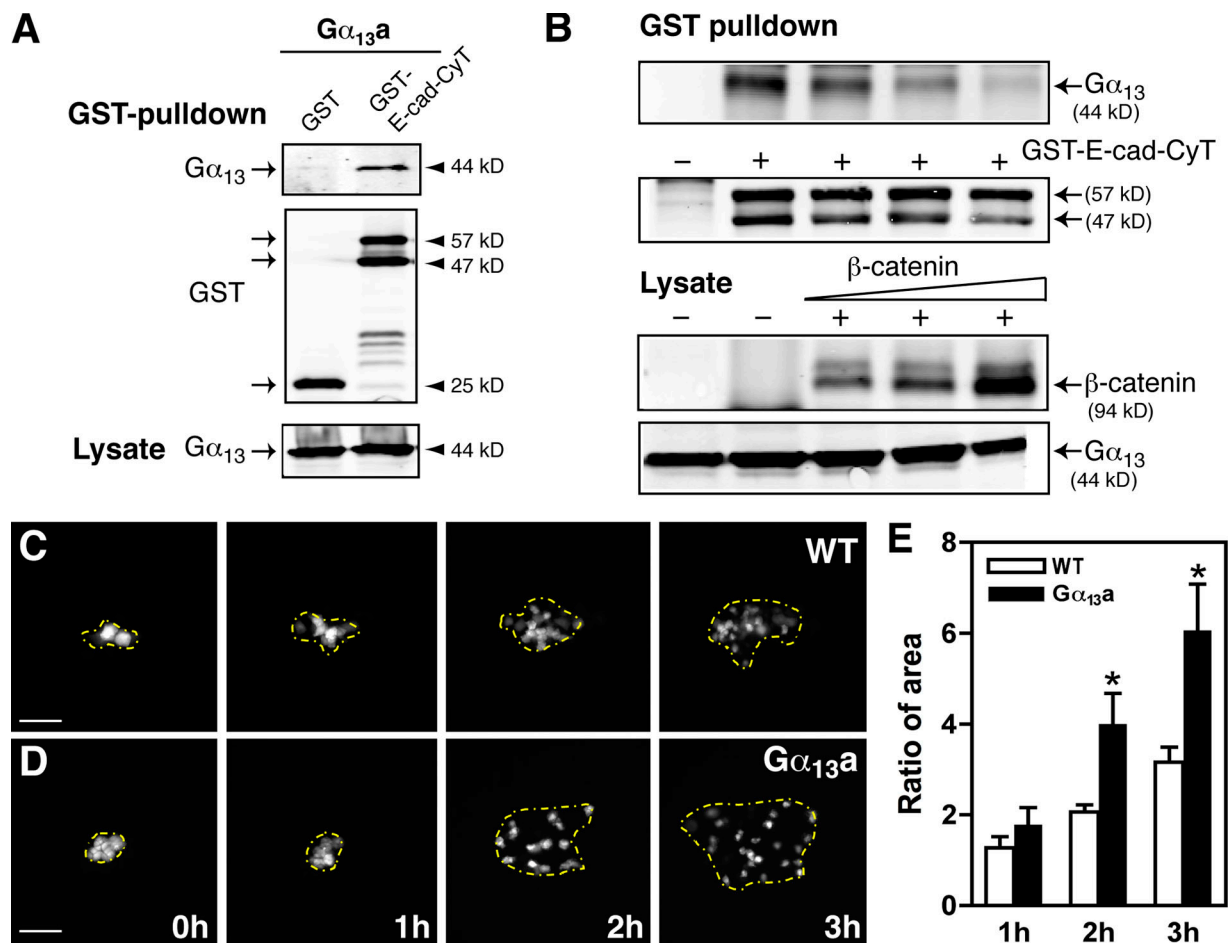 A
Gα₁₃a
GST-pulldown
GST
GST-
E-cad-CyT
Gα₁₃
44 kD
57 kD
47 kD
GST
25 kD
Lysate
Gα₁₃
44 kD
B
GST pulldown
Gα₁₃
(44 kD)
− + + + + GST-E-cad-CyT
(57 kD)
(47 kD)
β-catenin
Lysate
− − + + +
β-catenin
(94 kD)
Gα₁₃
(44 kD)
C
WT
D
Gα₁₃a
0h 1h 2h 3h
E
Ratio of area
8
6
4
2
0
WT
Gα₁₃a
* *
1h 2h 3h